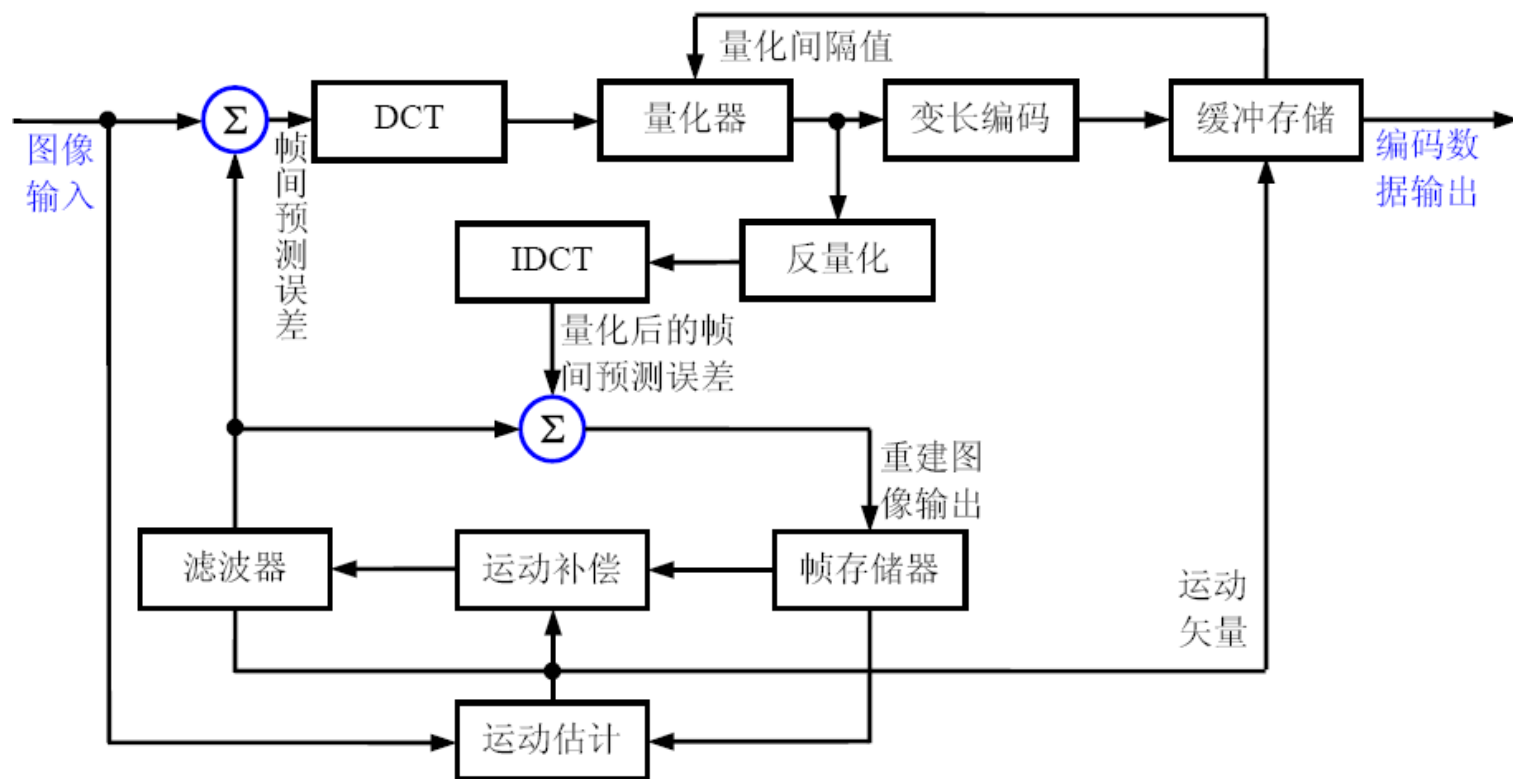 量化间隔值
Σ
DCT
量化器
变长编码
缓冲存储
图像
输入
帧
间
预
测
误
差
编码数
据输出
IDCT
反量化
量化后的帧
间预测误差
Σ
重建图
像输出
滤波器
运动补偿
帧存储器
运动
矢量
运动估计